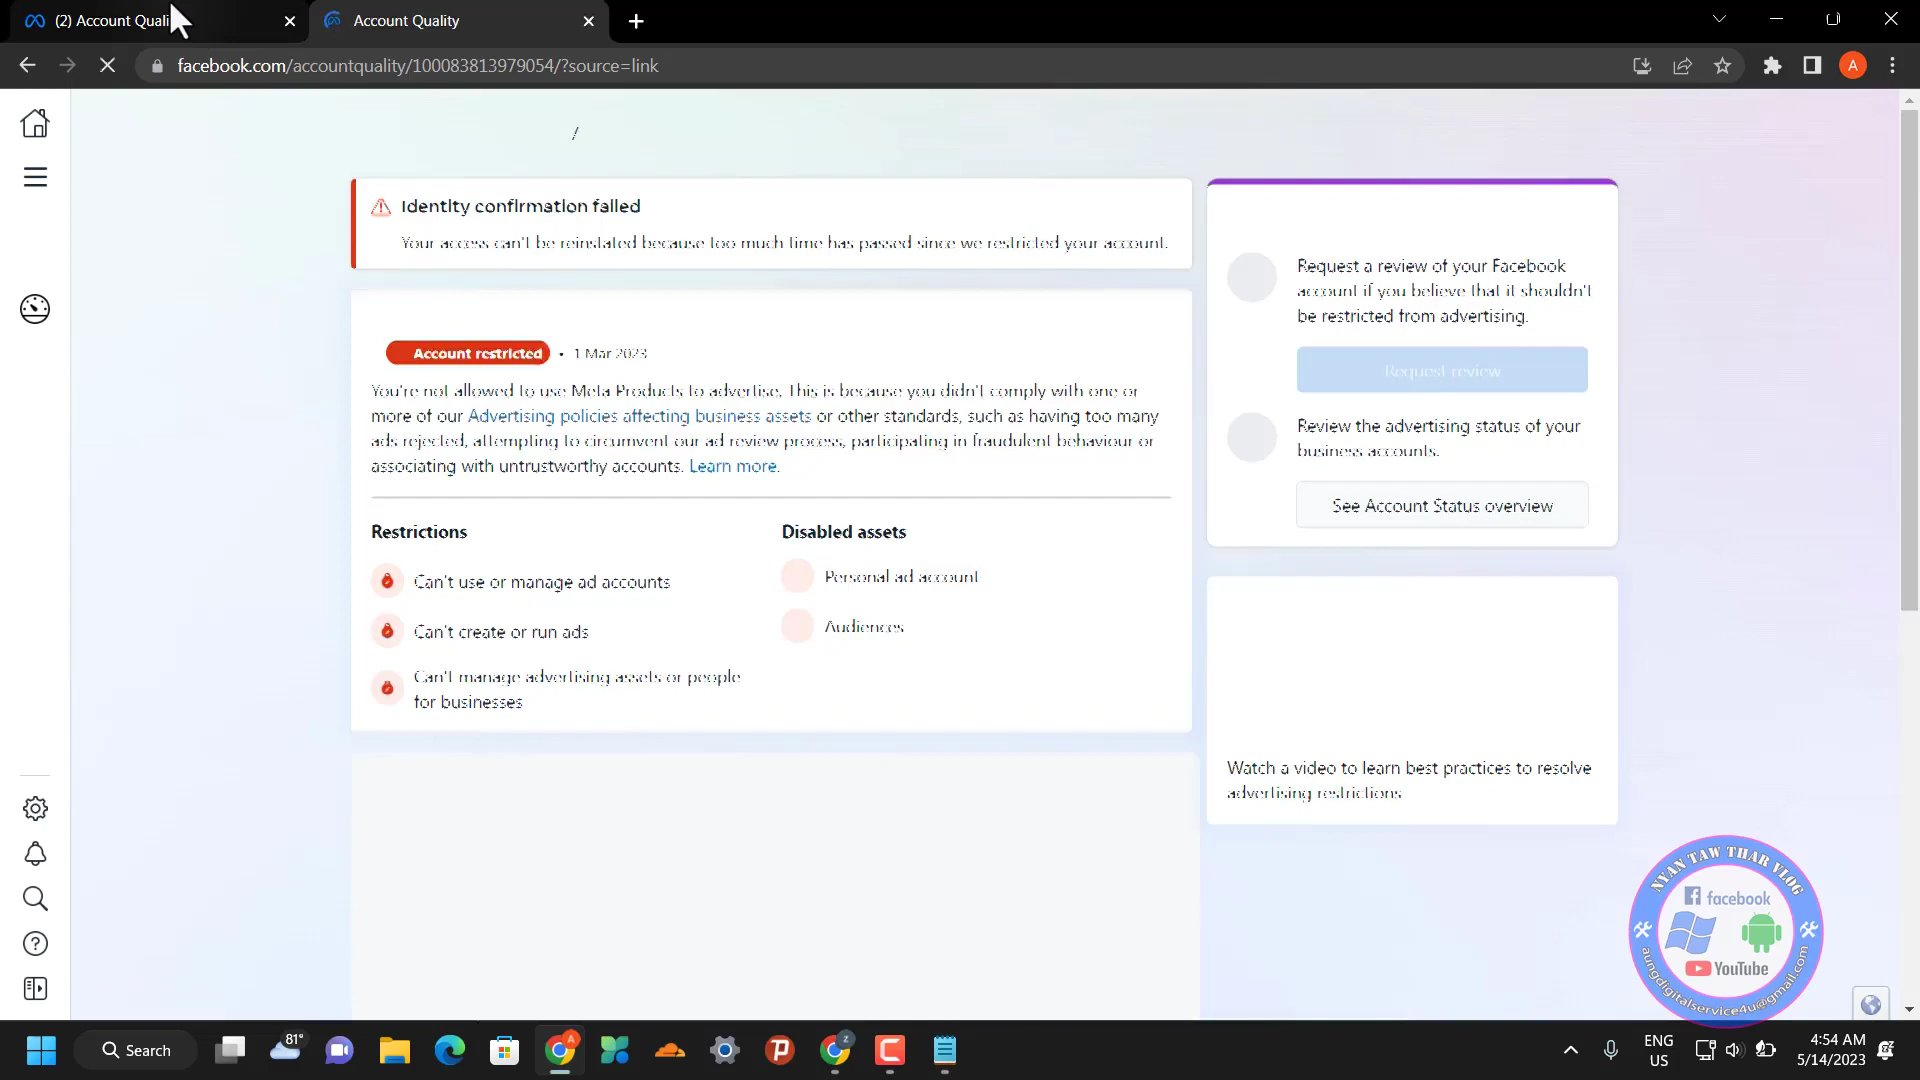 (2) Account Quali
Account Quality
facebook.com/accountquality/100083813979054/?source=link
A
/
Identity confirmation failed
Your access can't be reinstated because too much time has passed since we restricted your account.
Account restricted • 1 Mar 2023
You're not allowed to use Meta Products to advertise. This is because you didn't comply with one or
more of our Advertising policies affecting business assets or other standards, such as having too many
ads rejected, attempting to circumvent our ad review process, participating in fraudulent behaviour or
associating with untrustworthy accounts. Learn more.
Restrictions
Can't use or manage ad accounts
Can't create or run ads
Can't manage advertising assets or people
for businesses
Disabled assets
Personal ad account
Audiences
Request a review of your Facebook
account if you believe that it shouldn't
be restricted from advertising.
Request review
Review the advertising status of your
business accounts.
See Account Status overview
Watch a video to learn best practices to resolve
advertising restrictions
NYAN TAW THAR VLOG
facebook
YouTube
aungdigitalservice4u@gmail.com
Search
81°
A
Z
ENG
US
4:54 AM
5/14/2023